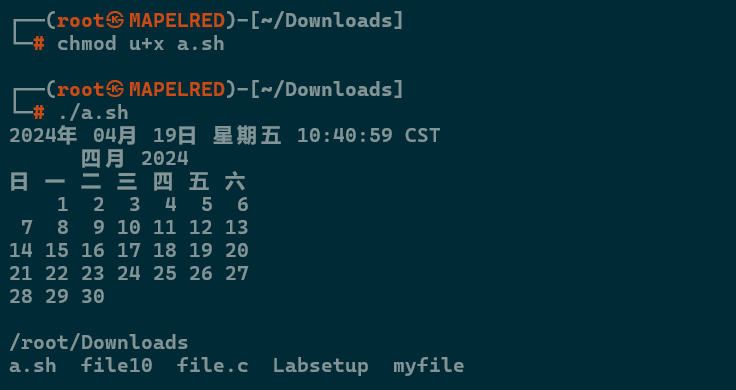 ┌──(root㉿MAPELRED)-[~/Downloads]
└─# chmod u+x a.sh

┌──(root㉿MAPELRED)-[~/Downloads]
└─# ./a.sh
2024年 04月 19日 星期五 10:40:59 CST
      四月 2024
日 一 二 三 四 五 六
    1  2  3  4  5  6
 7  8  9 10 11 12 13
14 15 16 17 18 19 20
21 22 23 24 25 26 27
28 29 30

/root/Downloads
a.sh  file10  file.c  Labsetup  myfile